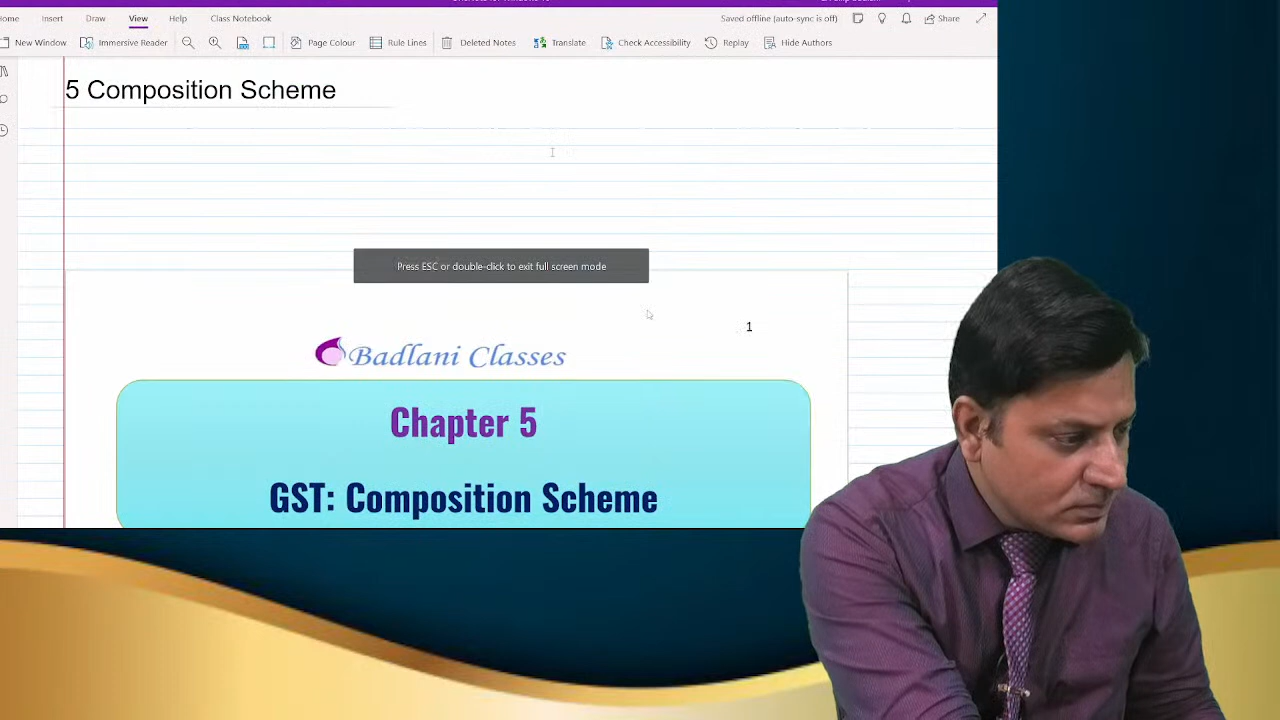 Home Insert Draw View Help Class Notebook Saved offline (auto-sync is off) Share
New Window Immersive Reader Page Colour Rule Lines Deleted Notes Translate Check Accessibility Replay Hide Authors
5 Composition Scheme
Press ESC or double-click to exit full screen mode
1
Badlani Classes
Chapter 5
GST: Composition Scheme